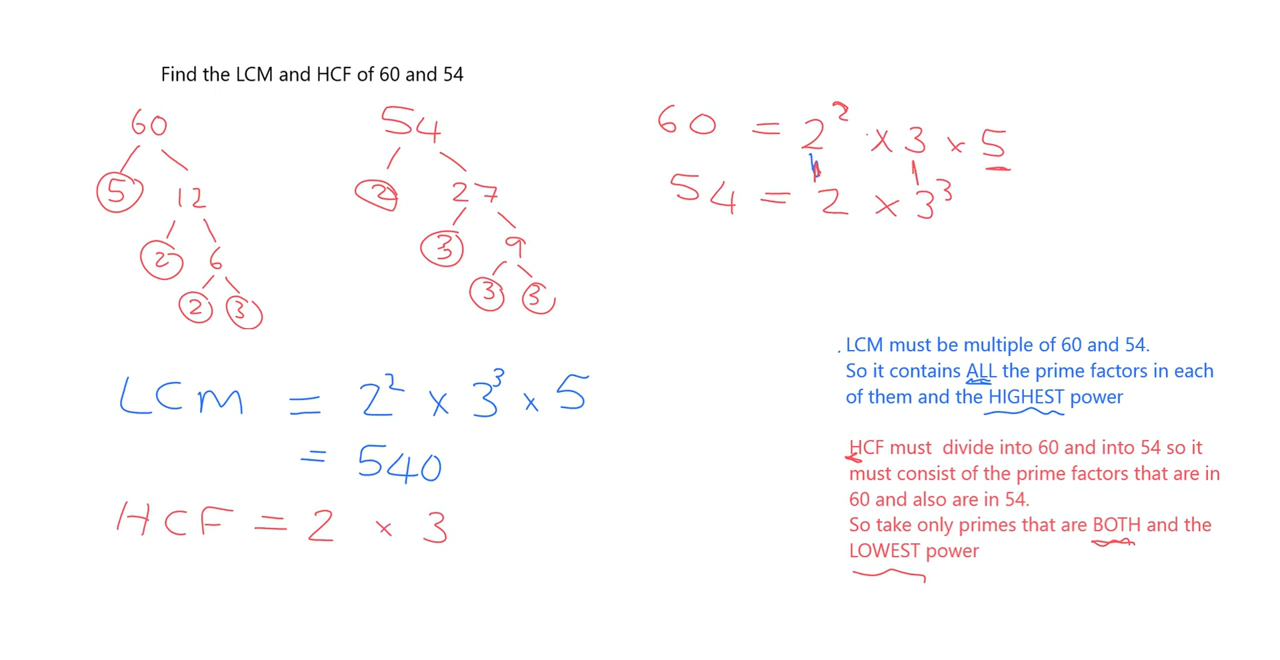 Find the LCM and HCF of 60 and 54
60
5 12
2 6
2 3
54
2 27
3 9
3 3
60 = 2² × 3 × 5
54 = 2 × 3³
LCM = 2² × 3³ × 5
= 540
HCF = 2 × 3
LCM must be multiple of 60 and 54.
So it contains ALL the prime factors in each
of them and the HIGHEST power
HCF must divide into 60 and into 54 so it
must consist of the prime factors that are in
60 and also are in 54.
So take only primes that are BOTH and the
LOWEST power